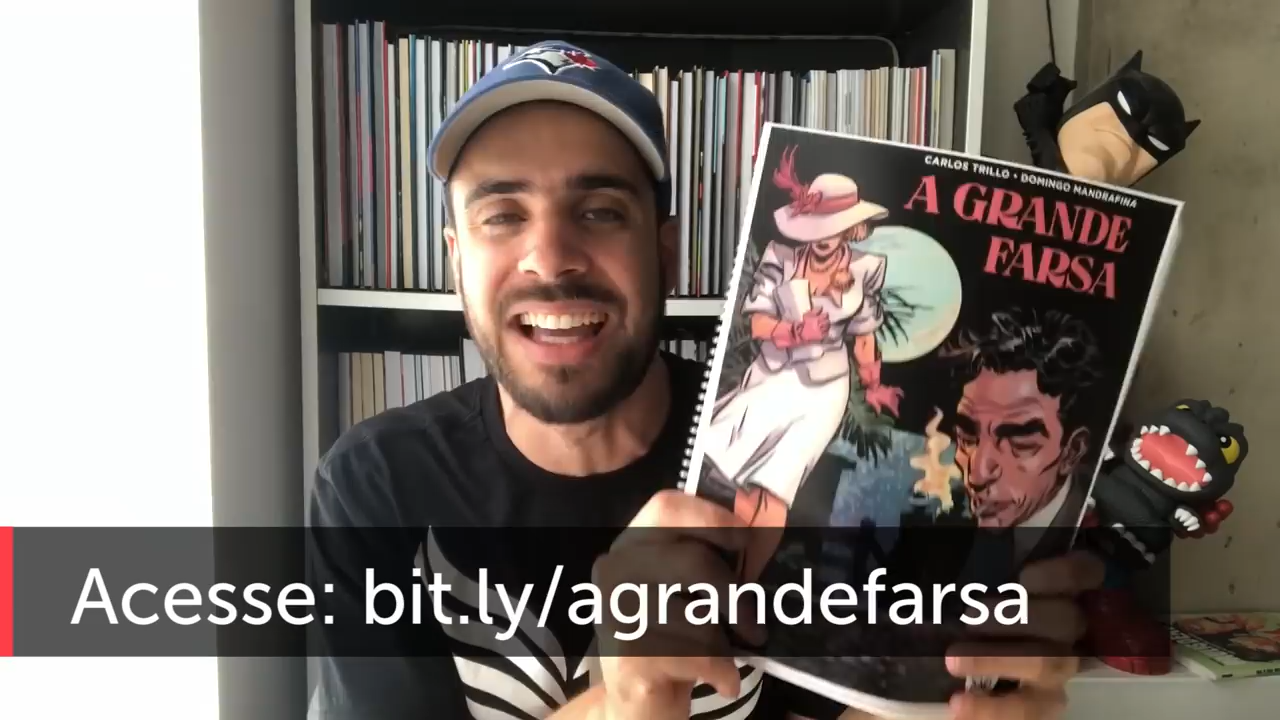 CARLOS TRILLO • DOMINGO MANDRAFINA
A GRANDE
FARSA
Acesse: bit.ly/agrandefarsa